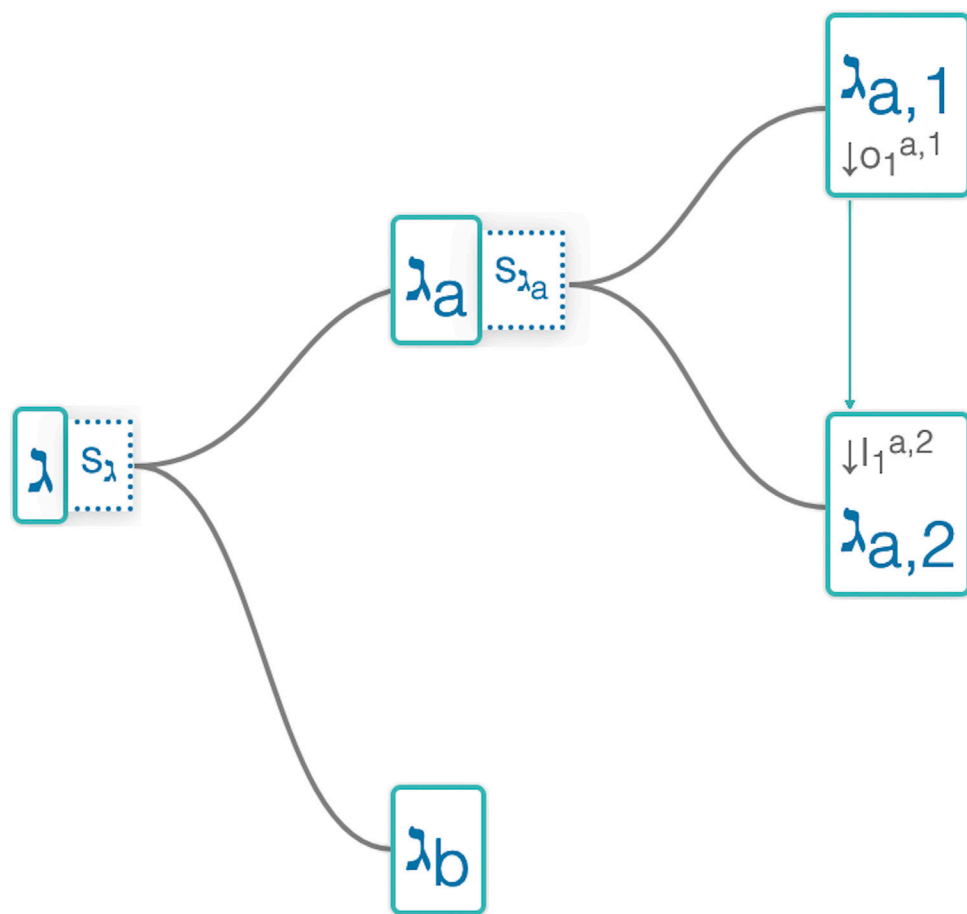 ℷa,1
↓o₁ᵃ,¹
ℷa
Sℷa
↓I₁ᵃ,²
ℷa,2
ℷ
Sℷ
ℷb